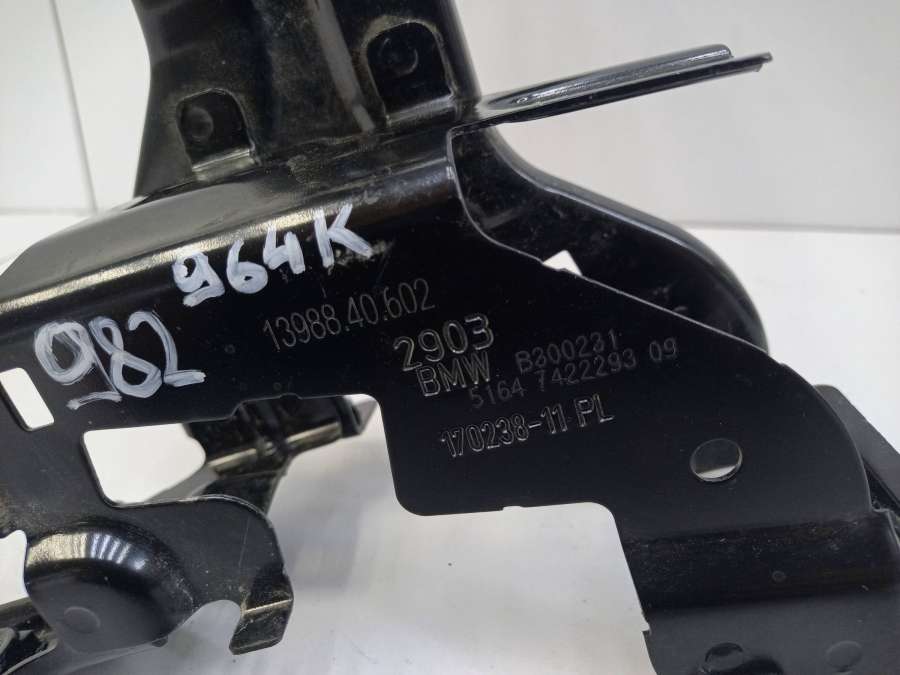 964K
982
13988.40.602
2903
BMW
B300231
5164 7422293 09
170238-11 PL